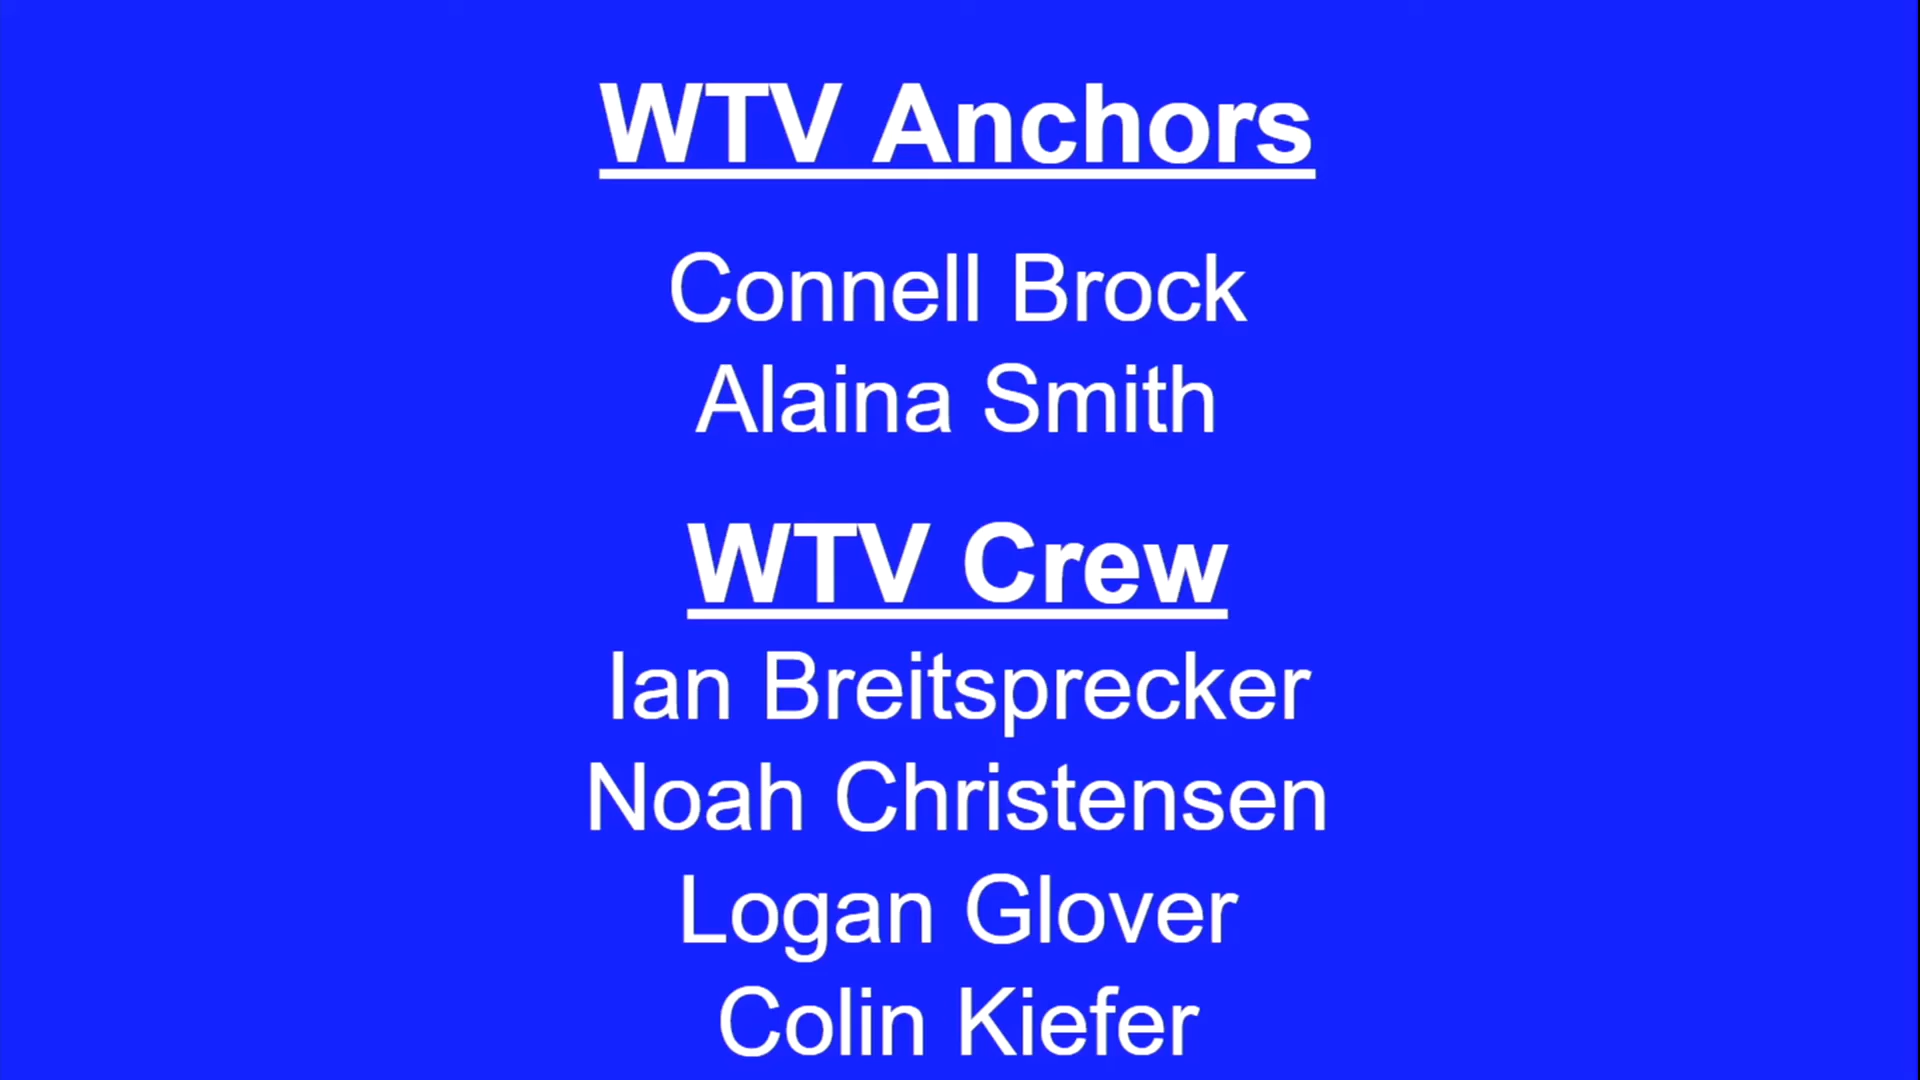 WTV Anchors
Connell Brock
Alaina Smith
WTV Crew
Ian Breitsprecker
Noah Christensen
Logan Glover
Colin Kiefer